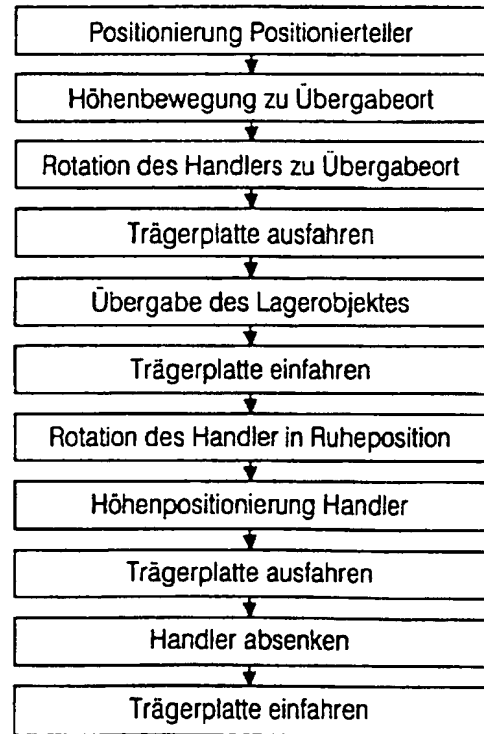 Positionierung Positionierteller
Höhenbewegung zu Übergabeort
Rotation des Handlers zu Übergabeort
Trägerplatte ausfahren
Übergabe des Lagerobjektes
Trägerplatte einfahren
Rotation des Handler in Ruheposition
Höhenpositionierung Handler
Trägerplatte ausfahren
Handler absenken
Trägerplatte einfahren